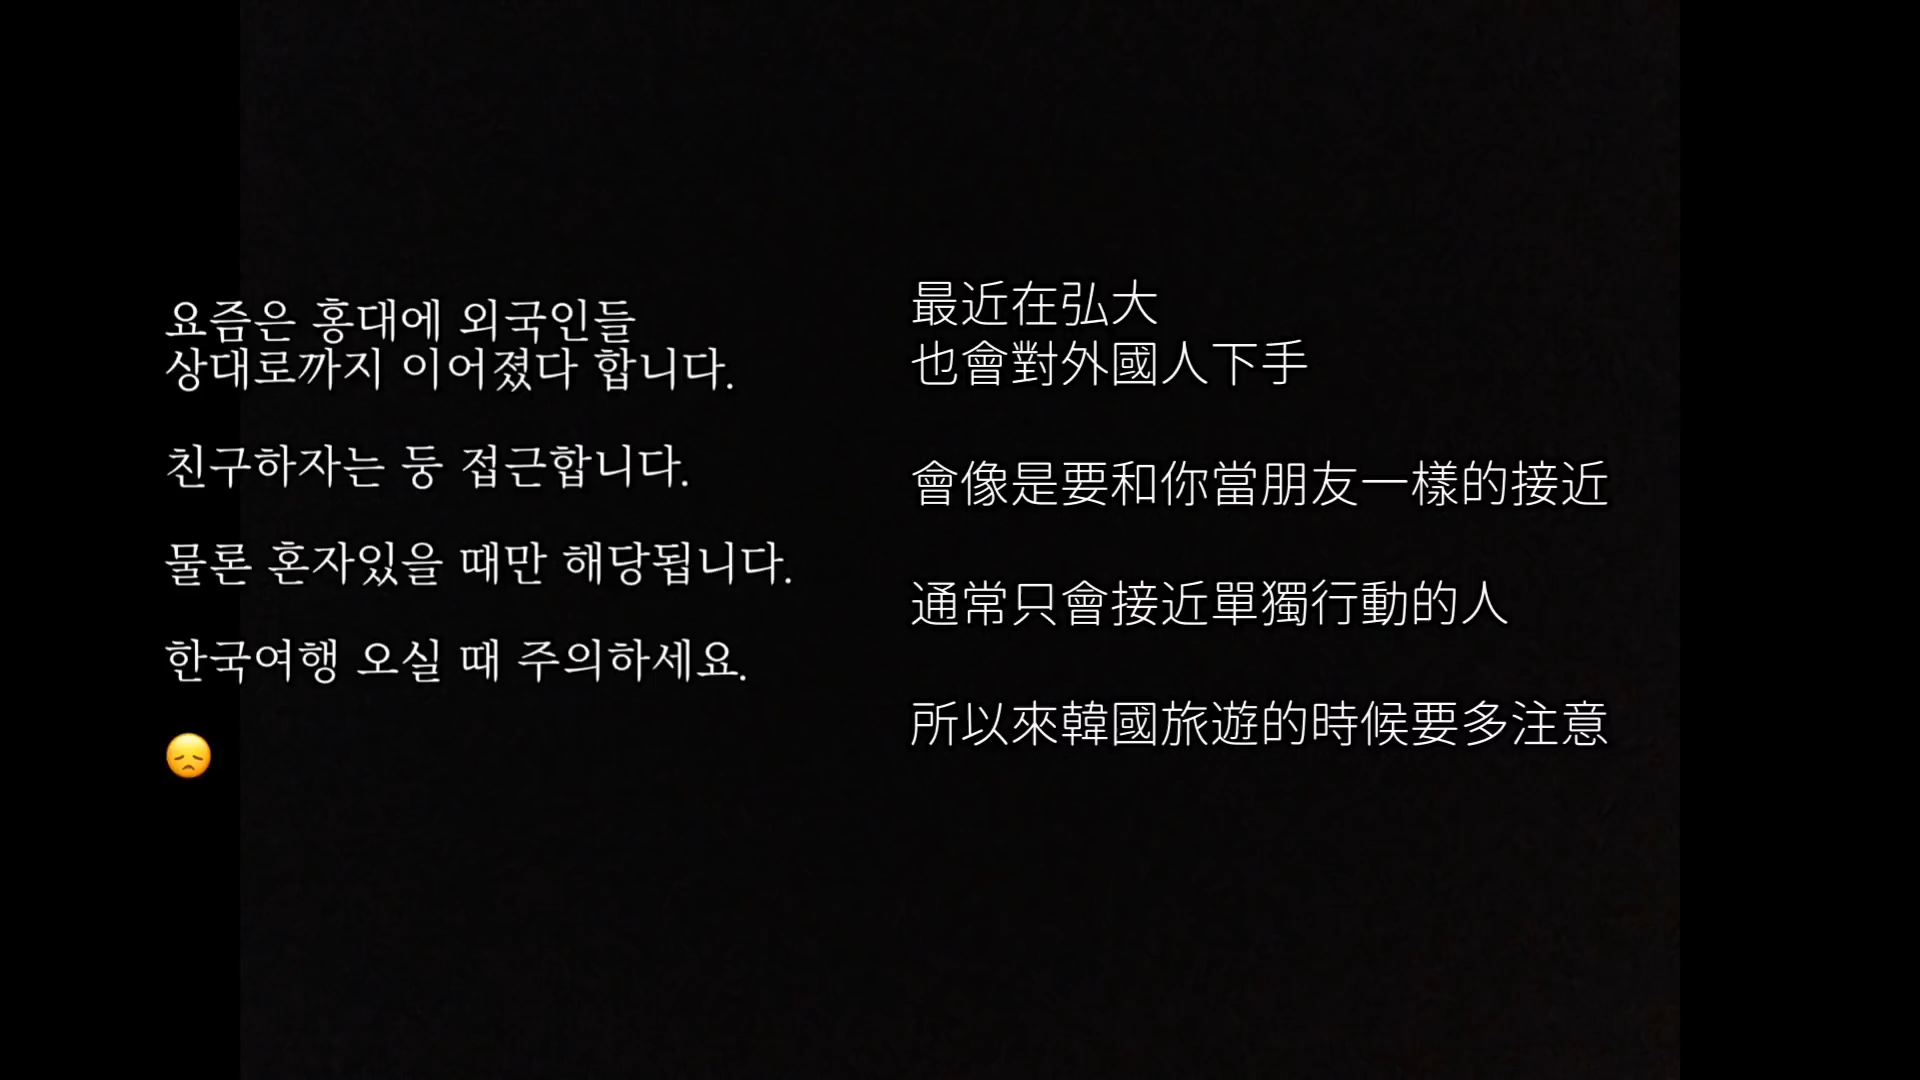 요즘은 홍대에 외국인들
상대로까지 이어졌다 합니다.
친구하자는 둥 접근합니다.
물론 혼자있을 때만 해당됩니다.
한국여행 오실 때 주의하세요.
😞
最近在弘大
也會對外國人下手
會像是要和你當朋友一樣的接近
通常只會接近單獨行動的人
所以來韓國旅遊的時候要多注意